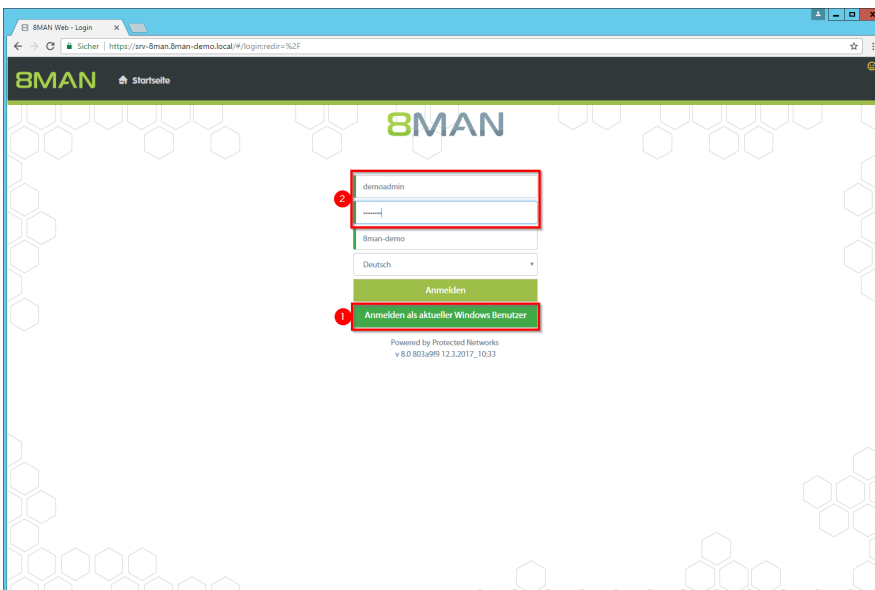 8MAN Web - Login
Sicher | https://srv-8man.8man-demo.local/#/login;redir=%2F
8MAN Startseite
8MAN
demoadmin
2
········
8man-demo
Deutsch
Anmelden
1 Anmelden als aktueller Windows Benutzer
Powered by Protected Networks
v 8.0 803a9f9 12.3.2017_10:33